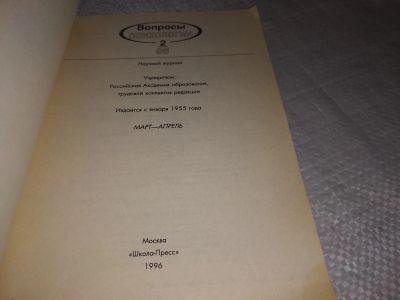 Вопросы
ПСИХОЛОГИИ
2
96
Научный журнал
Учредители:
Российская Академия образования,
трудовой коллектив редакции
Издается с января 1955 года
МАРТ—АПРЕЛЬ
Москва
«Школа-Пресс»
1996